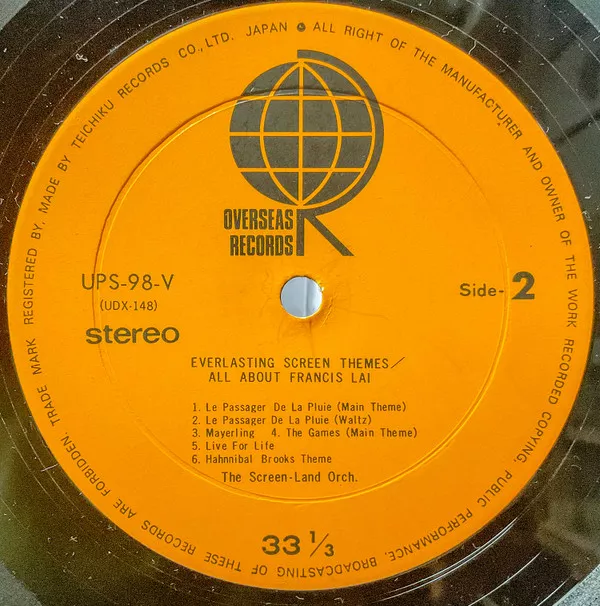 TRADE MARK REGISTERED BY, MADE BY TEICHIKU RECORDS CO., LTD. JAPAN • ALL RIGHT OF THE MANUFACTURER AND OWNER OF THE WORK RECORDED COPYING, PUBLIC PERFORMANCE, BROADCASTING OF THESE RECORDS ARE FORBIDDEN.
OVERSEAS
RECORDS
UPS-98-V
(UDX-148)
stereo
Side-2
EVERLASTING SCREEN THEMES/
ALL ABOUT FRANCIS LAI
1. Le Passager De La Pluie (Main Theme)
2. Le Passager De La Pluie (Waltz)
3. Mayerling 4. The Games (Main Theme)
5. Live For Life
6. Hahnnibal Brooks Theme
The Screen-Land Orch.
33 1/3